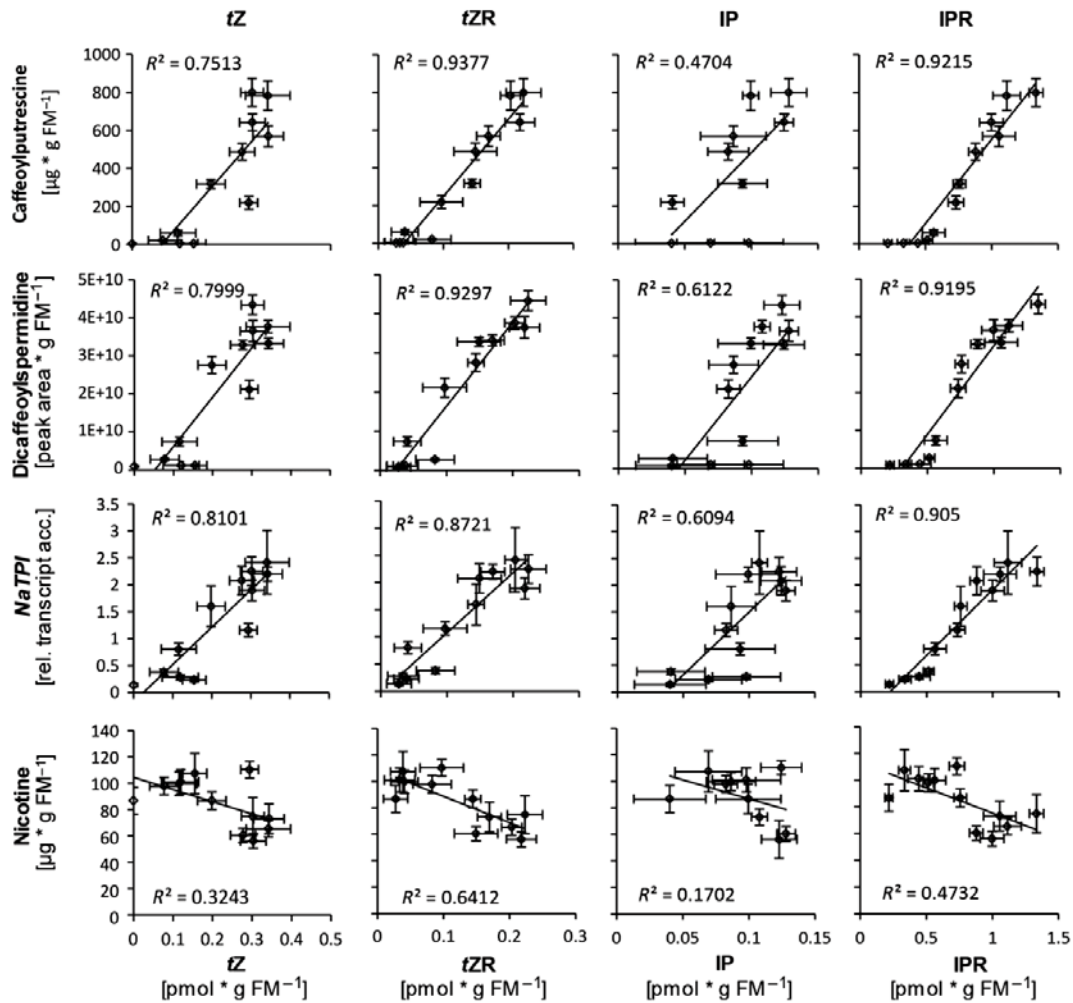 tZ tZR IP IPR
Caffeoylputrescine
[µg * g FM⁻¹]
1000
800
600
400
200
0
R² = 0.7513
R² = 0.9377
R² = 0.4704
R² = 0.9215
Dicaffeoylspermidine
[peak area * g FM⁻¹]
5E+10
4E+10
3E+10
2E+10
1E+10
0
R² = 0.7999
R² = 0.9297
R² = 0.6122
R² = 0.9195
NaTPI
[rel. transcript acc.]
3.5
3
2.5
2
1.5
1
0.5
0
R² = 0.8101
R² = 0.8721
R² = 0.6094
R² = 0.905
Nicotine
[µg * g FM⁻¹]
140
120
100
80
60
40
20
0
R² = 0.3243
R² = 0.6412
R² = 0.1702
R² = 0.4732
0 0.1 0.2 0.3 0.4 0.5
0 0.1 0.2 0.3
0 0.05 0.1 0.15
0 0.5 1 1.5
tZ tZR IP IPR
[pmol * g FM⁻¹] [pmol * g FM⁻¹] [pmol * g FM⁻¹] [pmol * g FM⁻¹]